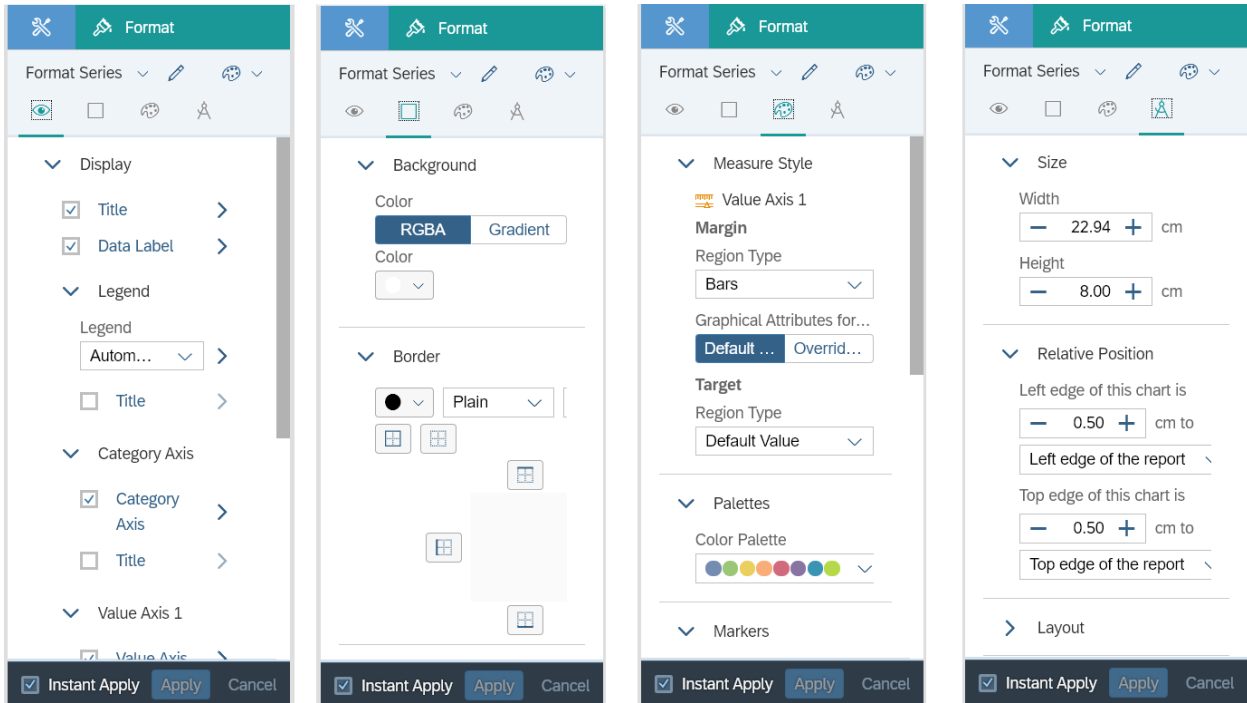 Format
Format Series
Display
Title
Data Label
Legend
Legend
Autom...
Title
Category Axis
Category
Axis
Title
Value Axis 1
Value Axis
Instant Apply Apply Cancel
Format
Format Series
Background
Color
RGBA Gradient
Color
Border
Plain
Instant Apply Apply Cancel
Format
Format Series
Measure Style
Value Axis 1
Margin
Region Type
Bars
Graphical Attributes for...
Default ... Overrid...
Target
Region Type
Default Value
Palettes
Color Palette
Markers
Instant Apply Apply Cancel
Format
Format Series
Size
Width
22.94 cm
Height
8.00 cm
Relative Position
Left edge of this chart is
0.50 cm to
Left edge of the report
Top edge of this chart is
0.50 cm to
Top edge of the report
Layout
Instant Apply Apply Cancel